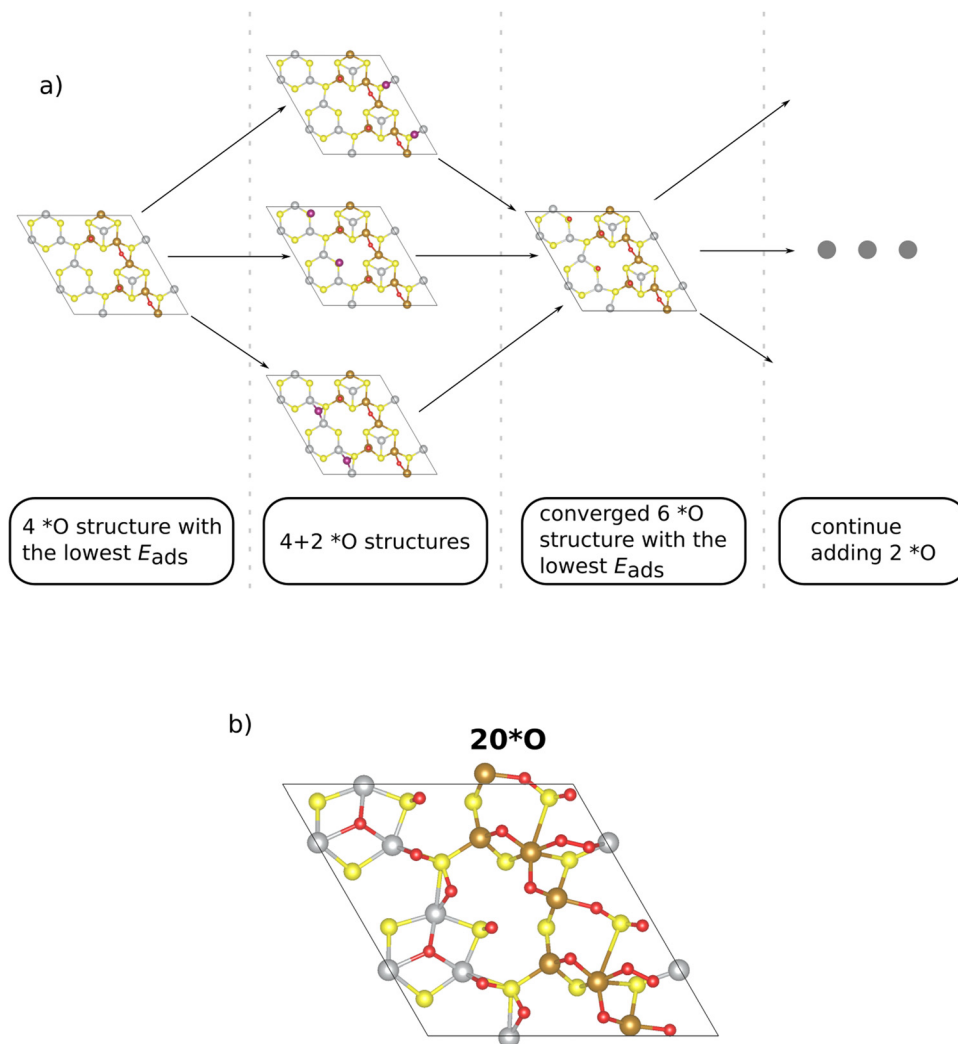 a)
4 *O structure with
the lowest Eads
4+2 *O structures
converged 6 *O
structure with the
lowest Eads
continue
adding 2 *O
b)
20*O